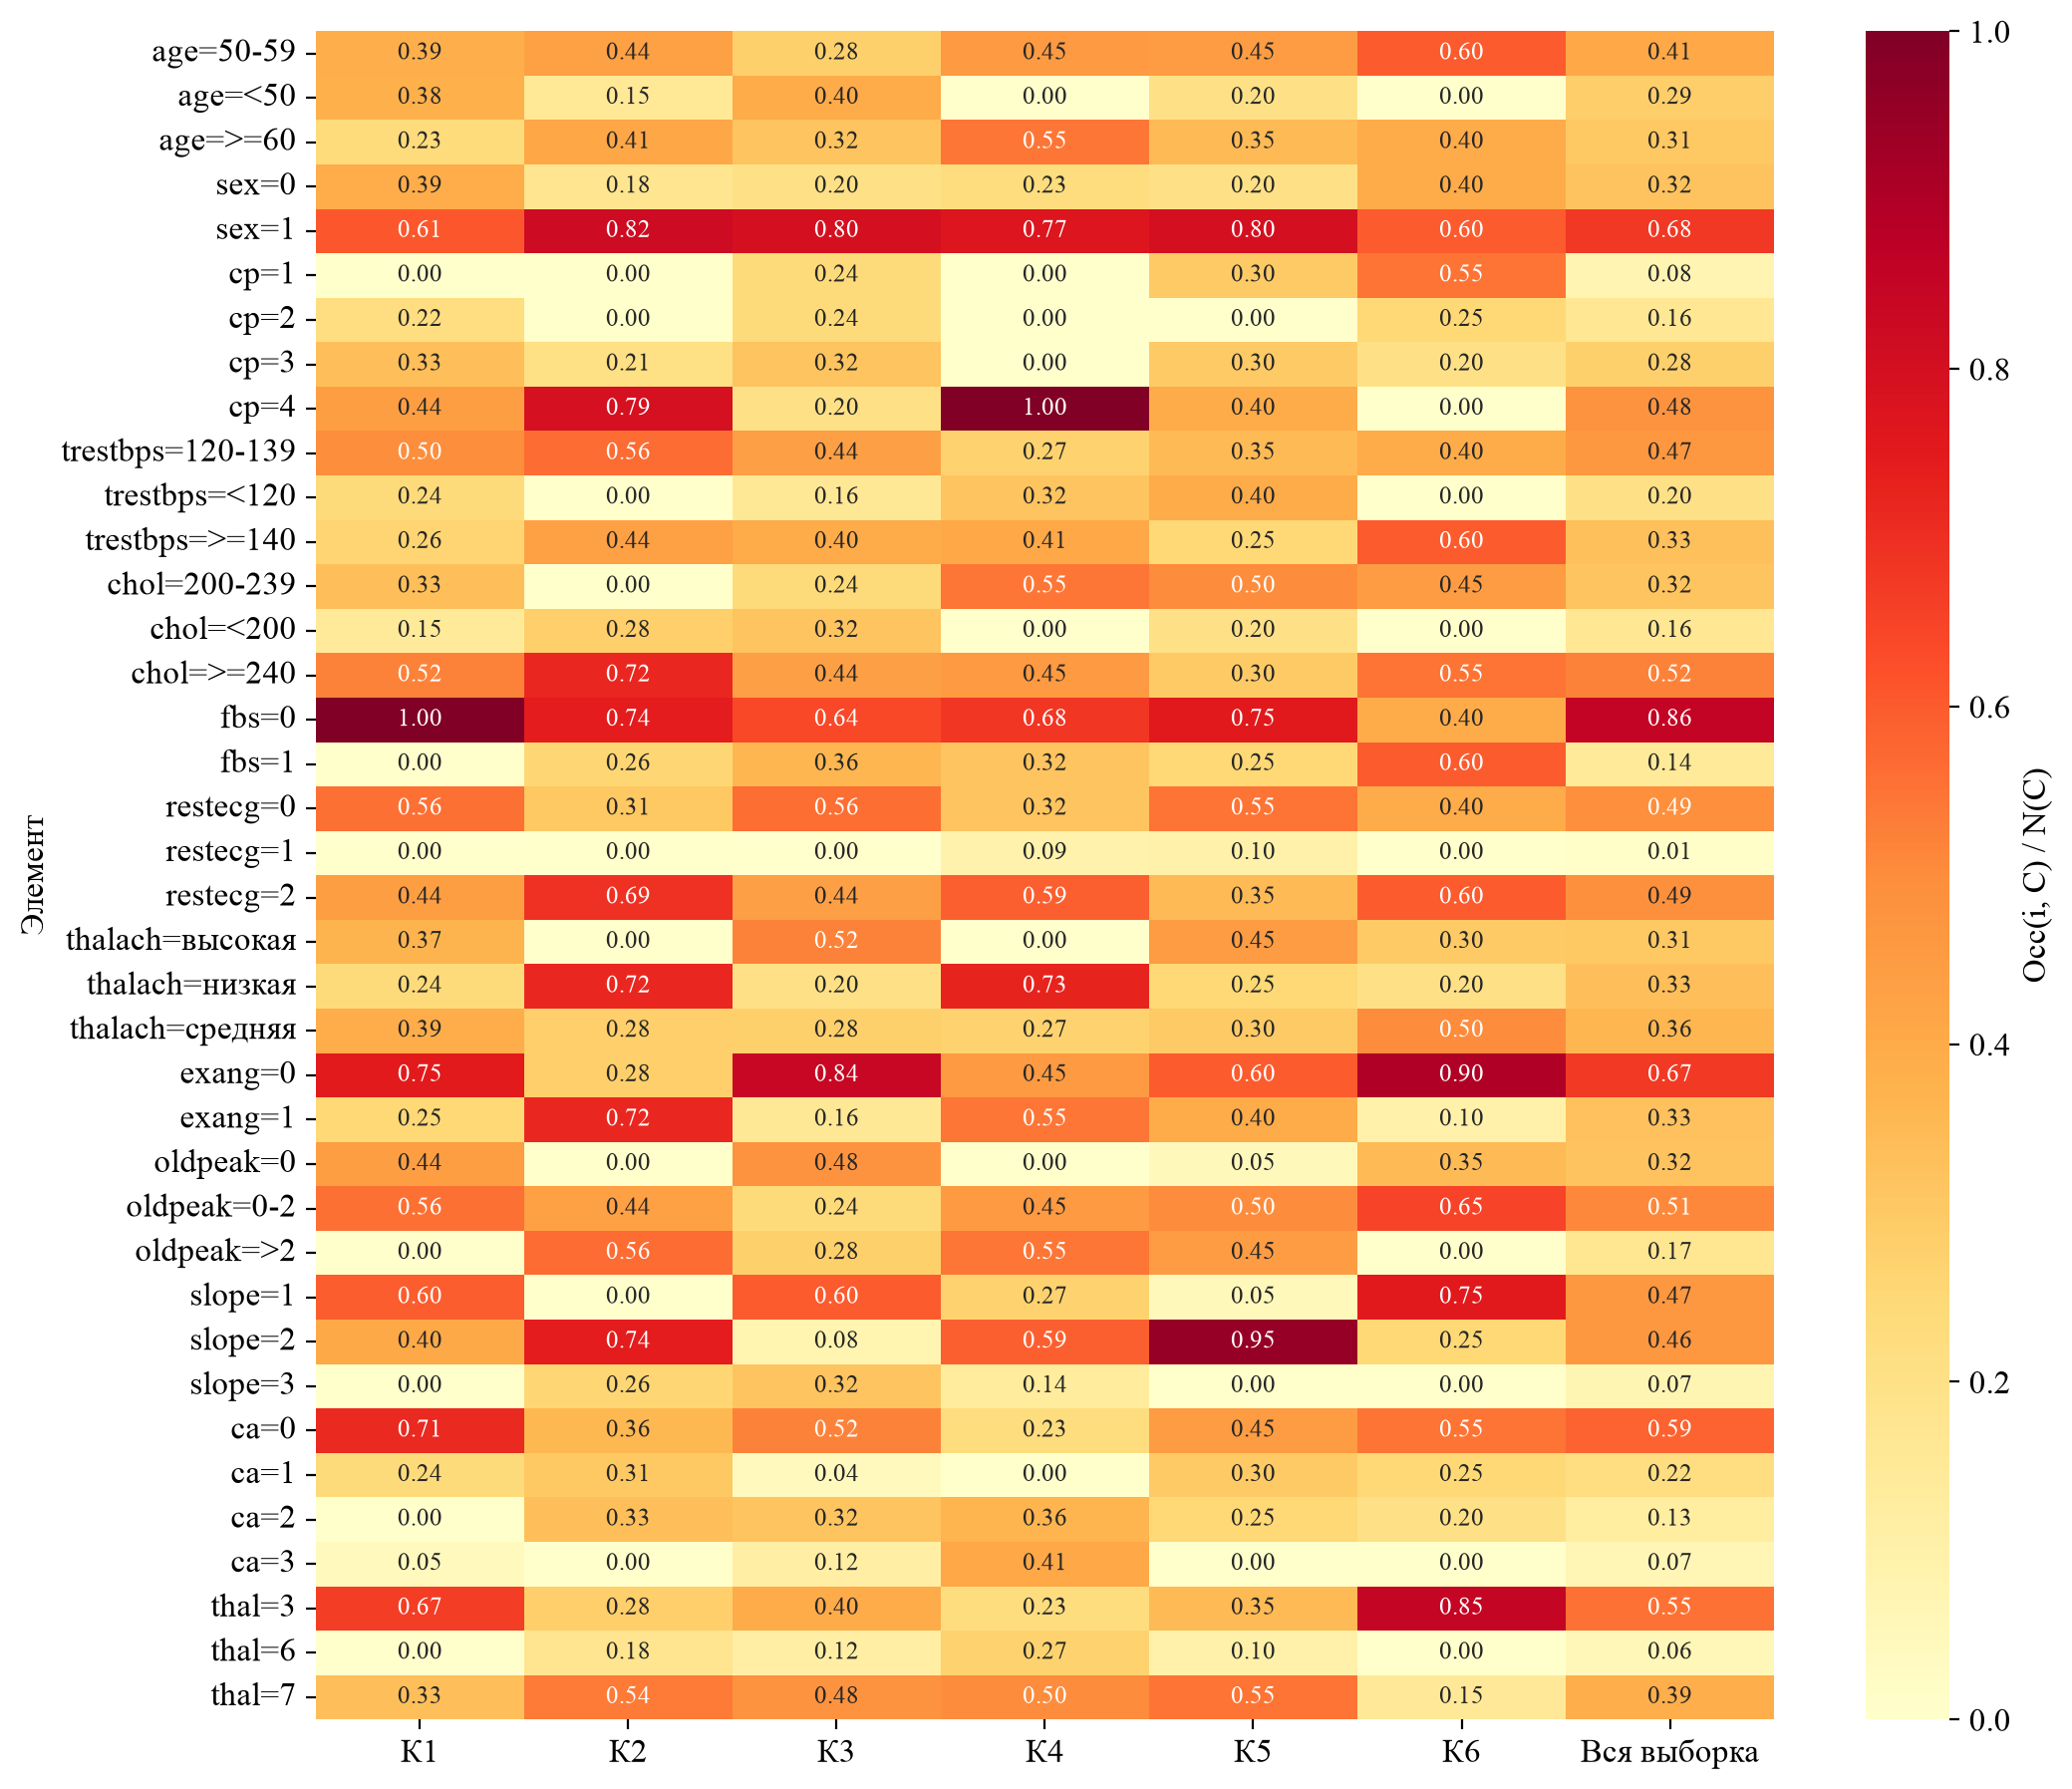 age=50-59 0.39 0.44 0.28 0.45 0.45 0.60 0.41
age=<50 0.38 0.15 0.40 0.00 0.20 0.00 0.29
age=>=60 0.23 0.41 0.32 0.55 0.35 0.40 0.31
sex=0 0.39 0.18 0.20 0.23 0.20 0.40 0.32
sex=1 0.61 0.82 0.80 0.77 0.80 0.60 0.68
cp=1 0.00 0.00 0.24 0.00 0.30 0.55 0.08
cp=2 0.22 0.00 0.24 0.00 0.00 0.25 0.16
cp=3 0.33 0.21 0.32 0.00 0.30 0.20 0.28
cp=4 0.44 0.79 0.20 1.00 0.40 0.00 0.48
trestbps=120-139 0.50 0.56 0.44 0.27 0.35 0.40 0.47
trestbps=<120 0.24 0.00 0.16 0.32 0.40 0.00 0.20
trestbps=>=140 0.26 0.44 0.40 0.41 0.25 0.60 0.33
chol=200-239 0.33 0.00 0.24 0.55 0.50 0.45 0.32
chol=<200 0.15 0.28 0.32 0.00 0.20 0.00 0.16
chol=>=240 0.52 0.72 0.44 0.45 0.30 0.55 0.52
fbs=0 1.00 0.74 0.64 0.68 0.75 0.40 0.86
fbs=1 0.00 0.26 0.36 0.32 0.25 0.60 0.14
restecg=0 0.56 0.31 0.56 0.32 0.55 0.40 0.49
restecg=1 0.00 0.00 0.00 0.09 0.10 0.00 0.01
restecg=2 0.44 0.69 0.44 0.59 0.35 0.60 0.49
thalach=высокая 0.37 0.00 0.52 0.00 0.45 0.30 0.31
thalach=низкая 0.24 0.72 0.20 0.73 0.25 0.20 0.33
thalach=средняя 0.39 0.28 0.28 0.27 0.30 0.50 0.36
exang=0 0.75 0.28 0.84 0.45 0.60 0.90 0.67
exang=1 0.25 0.72 0.16 0.55 0.40 0.10 0.33
oldpeak=0 0.44 0.00 0.48 0.00 0.05 0.35 0.32
oldpeak=0-2 0.56 0.44 0.24 0.45 0.50 0.65 0.51
oldpeak=>2 0.00 0.56 0.28 0.55 0.45 0.00 0.17
slope=1 0.60 0.00 0.60 0.27 0.05 0.75 0.47
slope=2 0.40 0.74 0.08 0.59 0.95 0.25 0.46
slope=3 0.00 0.26 0.32 0.14 0.00 0.00 0.07
ca=0 0.71 0.36 0.52 0.23 0.45 0.55 0.59
ca=1 0.24 0.31 0.04 0.00 0.30 0.25 0.22
ca=2 0.00 0.33 0.32 0.36 0.25 0.20 0.13
ca=3 0.05 0.00 0.12 0.41 0.00 0.00 0.07
thal=3 0.67 0.28 0.40 0.23 0.35 0.85 0.55
thal=6 0.00 0.18 0.12 0.27 0.10 0.00 0.06
thal=7 0.33 0.54 0.48 0.50 0.55 0.15 0.39
К1 К2 К3 К4 К5 К6 Вся выборка
Элемент
1.0
0.8
0.6
0.4
0.2
0.0
Occ(i, C) / N(C)